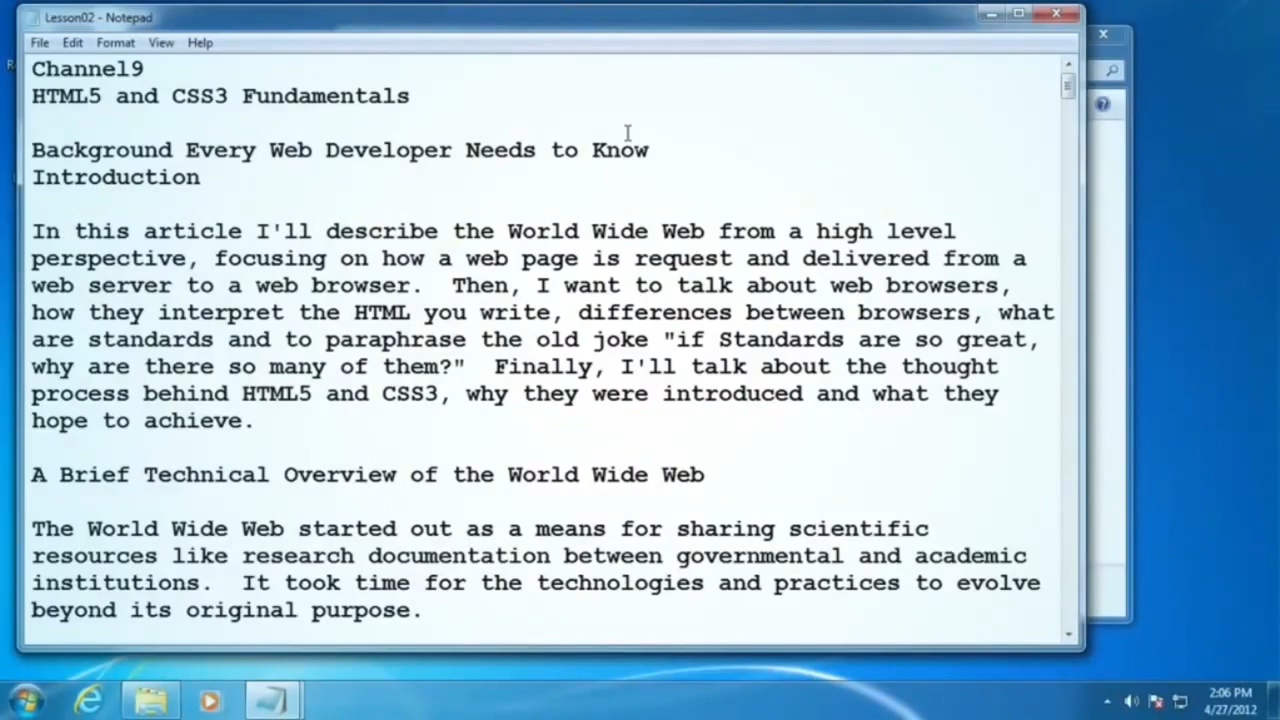 Lesson02 - Notepad
File Edit Format View Help
Channel9
HTML5 and CSS3 Fundamentals
Background Every Web Developer Needs to Know
Introduction
In this article I'll describe the World Wide Web from a high level
perspective, focusing on how a web page is request and delivered from a
web server to a web browser.  Then, I want to talk about web browsers,
how they interpret the HTML you write, differences between browsers, what
are standards and to paraphrase the old joke "if Standards are so great,
why are there so many of them?"  Finally, I'll talk about the thought
process behind HTML5 and CSS3, why they were introduced and what they
hope to achieve.
A Brief Technical Overview of the World Wide Web
The World Wide Web started out as a means for sharing scientific
resources like research documentation between governmental and academic
institutions.  It took time for the technologies and practices to evolve
beyond its original purpose.
2:06 PM
4/27/2012